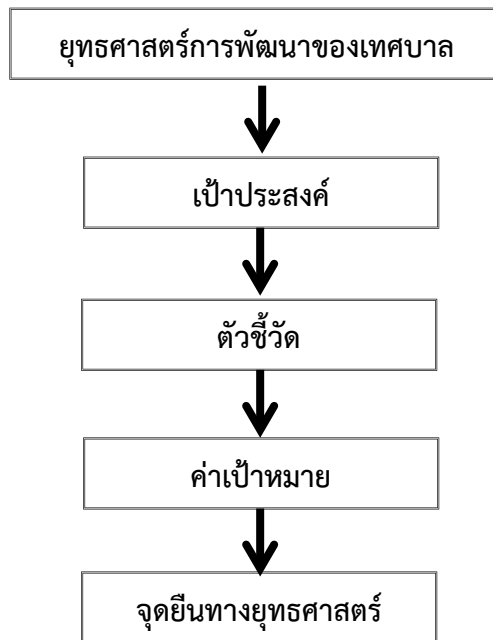 ยุทธศาสตร์การพัฒนาของเทศบาล
เป้าประสงค์
ตัวชี้วัด
ค่าเป้าหมาย
จุดยืนทางยุทธศาสตร์